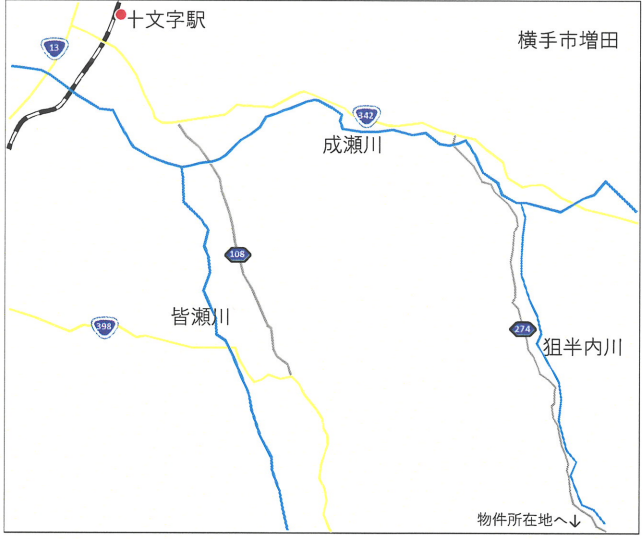 十文字駅
13
横手市増田
342
成瀬川
108
皆瀬川
398
274
狙半内川
物件所在地へ↓